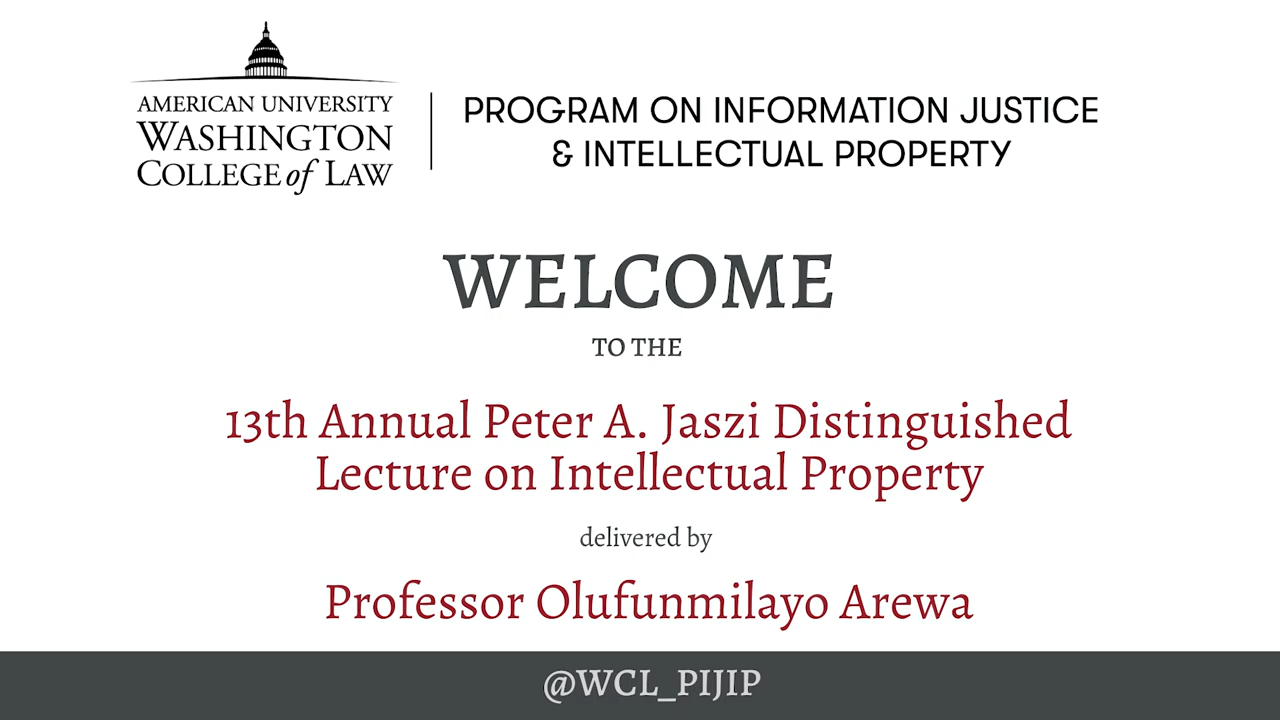 AMERICAN UNIVERSITY
WASHINGTON
COLLEGE of LAW
PROGRAM ON INFORMATION JUSTICE
& INTELLECTUAL PROPERTY
WELCOME
TO THE
13th Annual Peter A. Jaszi Distinguished
Lecture on Intellectual Property
delivered by
Professor Olufunmilayo Arewa
@WCL_PIJIP